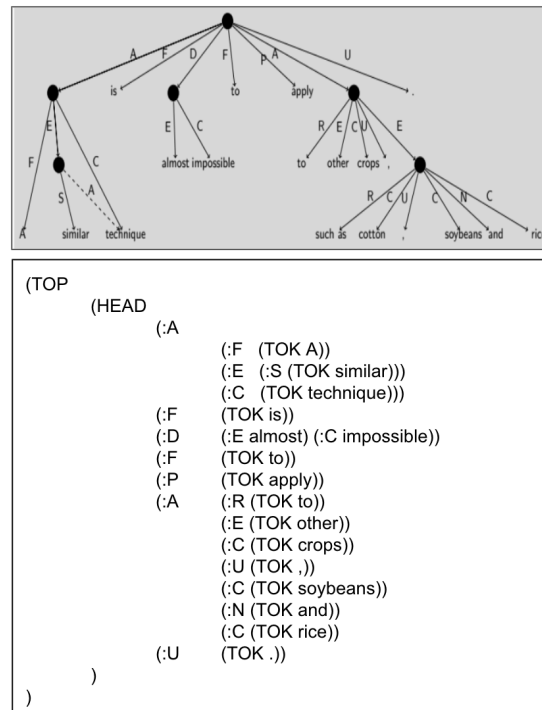 A F D F P A U
is to apply .
E E C R E C U E
F C almost impossible to other crops ,
S A R C U C N C
A similar technique such as cotton , soybeans and
(TOP
(HEAD
(:A
(:F (TOK A))
(:E (:S (TOK similar)))
(:C (TOK technique)))
(:F (TOK is))
(:D (:E almost) (:C impossible))
(:F (TOK to))
(:P (TOK apply))
(:A (:R (TOK to))
(:E (TOK other))
(:C (TOK crops))
(:U (TOK ,))
(:C (TOK soybeans))
(:N (TOK and))
(:C (TOK rice))
(:U (TOK .))
)
)